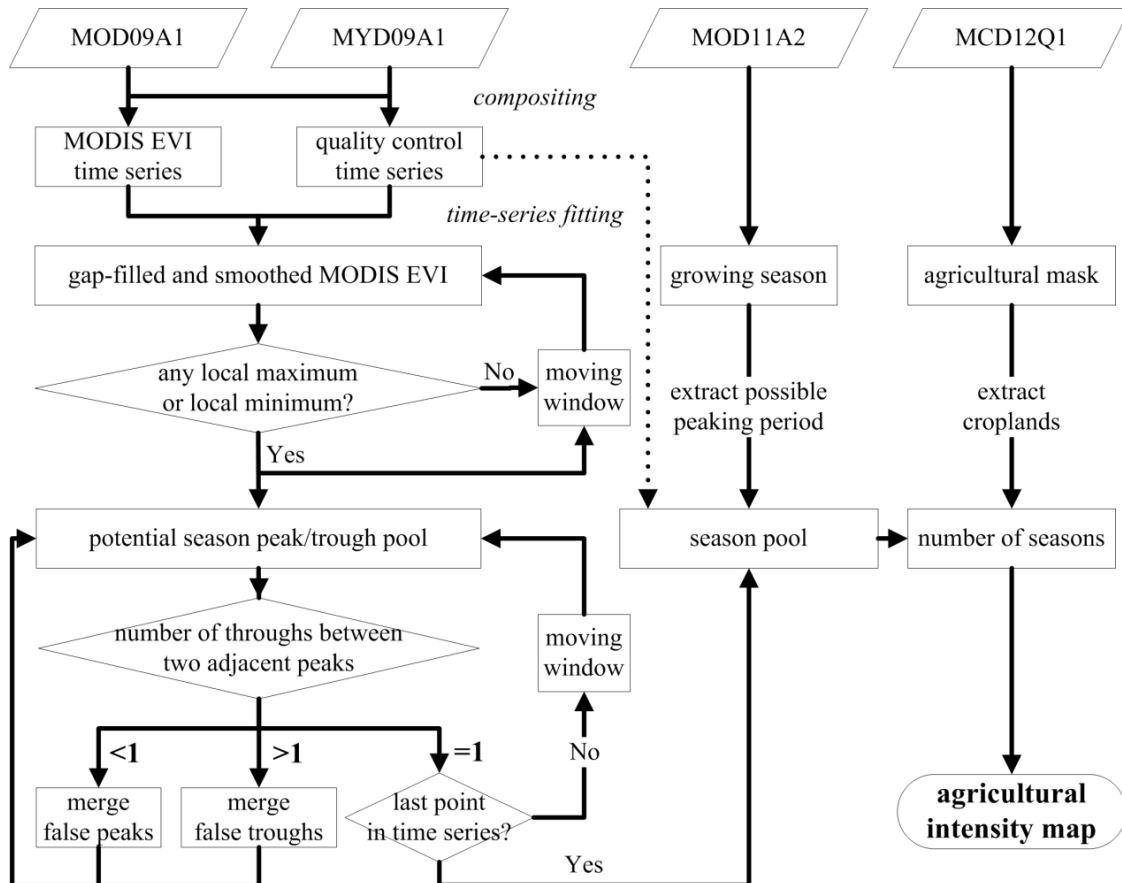 MOD09A1
MYD09A1
MOD11A2
MCD12Q1
compositing
MODIS EVI
time series
quality control
time series
time-series fitting
gap-filled and smoothed MODIS EVI
growing season
agricultural mask
any local maximum
or local minimum?
No
moving
window
extract possible
peaking period
extract
croplands
Yes
potential season peak/trough pool
season pool
number of seasons
number of throughs between
two adjacent peaks
moving
window
<1
>1
=1
No
merge
false peaks
merge
false troughs
last point
in time series?
Yes
agricultural
intensity map